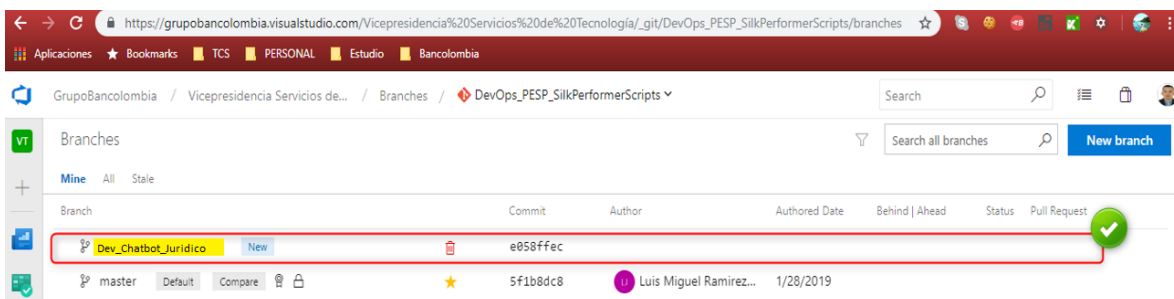 https://grupobancolombia.visualstudio.com/Vicepresidencia%20Servicios%20de%20Tecnología/_git/DevOps_PESP_SilkPerformerScripts/branches
Aplicaciones Bookmarks TCS PERSONAL Estudio Bancolombia
GrupoBancolombia / Vicepresidencia Servicios de... / Branches / DevOps_PESP_SilkPerformerScripts Search
VT Branches Search all branches New branch
Mine All Stale
Branch Commit Author Authored Date Behind | Ahead Status Pull Request
Dev_Chatbot_Juridico New e058ffec
master Default Compare 5f1b8dc8 LI Luis Miguel Ramirez... 1/28/2019